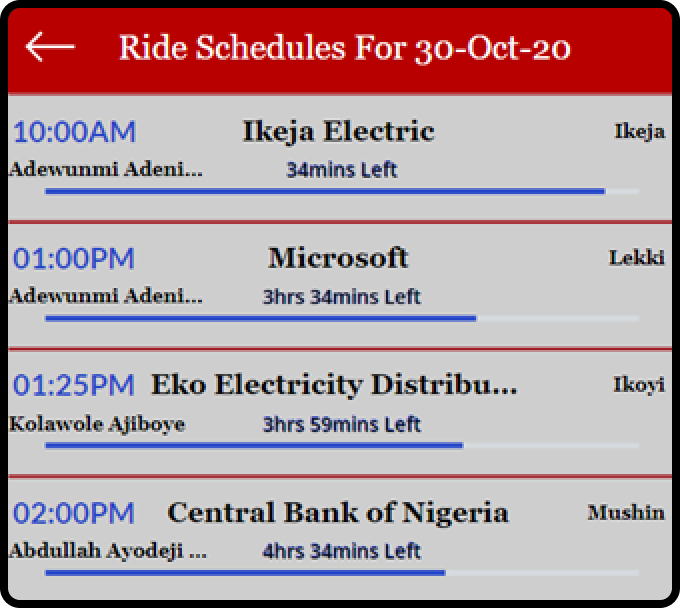 Ride Schedules For 30-Oct-20
10:00AM Ikeja Electric Ikeja
Adewunmi Adeni... 34mins Left
01:00PM Microsoft Lekki
Adewunmi Adeni... 3hrs 34mins Left
01:25PM Eko Electricity Distribu... Ikoyi
Kolawole Ajiboye 3hrs 59mins Left
02:00PM Central Bank of Nigeria Mushin
Abdullah Ayodeji ... 4hrs 34mins Left